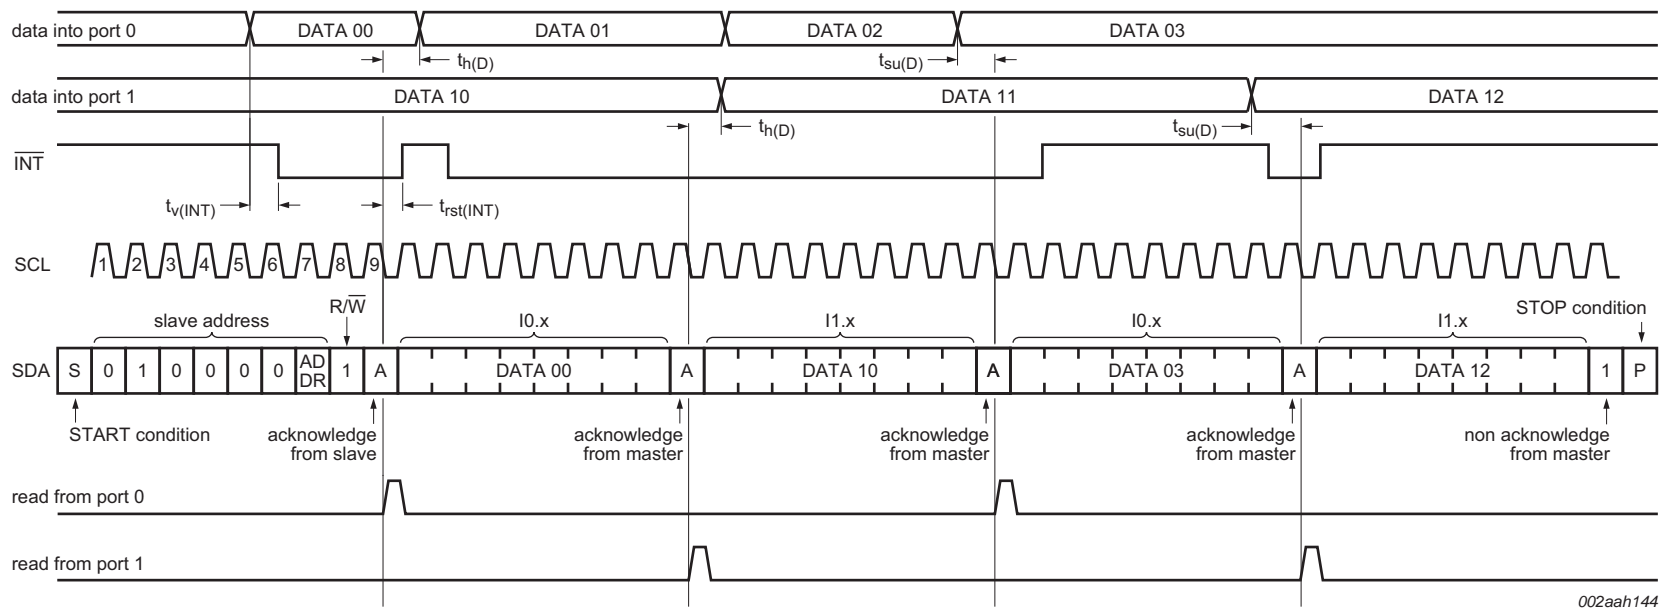 data into port 0 DATA 00 DATA 01 DATA 02 DATA 03
th(D) tsu(D)
data into port 1 DATA 10 DATA 11 DATA 12
th(D) tsu(D)
INT
tv(INT) trst(INT)
SCL 1 2 3 4 5 6 7 8 9
R/W STOP condition
slave address I0.x I1.x I0.x I1.x
SDA S 0 1 0 0 0 0 AD DR 1 A DATA 00 A DATA 10 A DATA 03 A DATA 12 1 P
START condition acknowledge acknowledge acknowledge acknowledge non acknowledge
from slave from master from master from master from master
read from port 0
read from port 1
002aah144